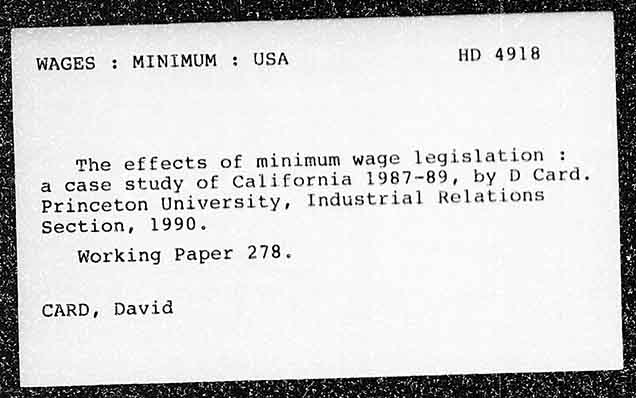 WAGES : MINIMUM : USA HD 4918
The effects of minimum wage legislation :
a case study of California 1987-89, by D Card.
Princeton University, Industrial Relations
Section, 1990.
Working Paper 278.
CARD, David